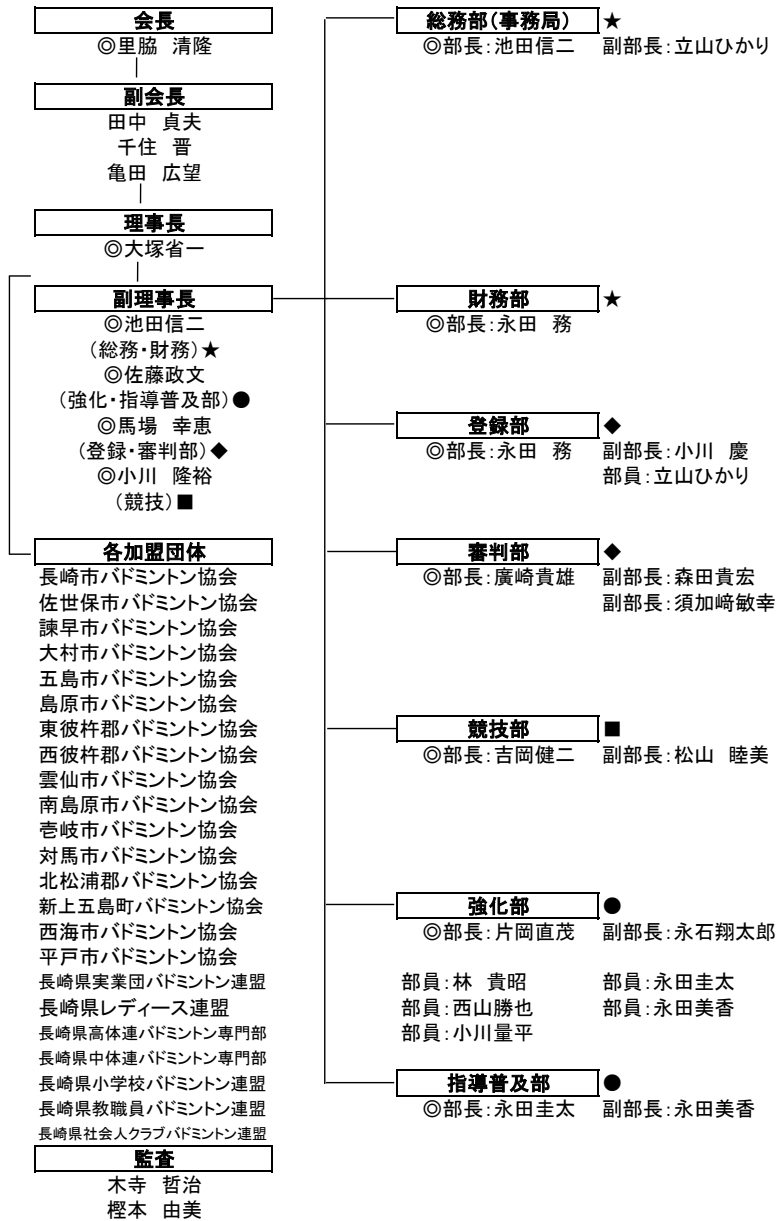 会長
◎里脇 清隆
副会長
田中 貞夫
千住 晋
亀田 広望
理事長
◎大塚省一
副理事長
◎池田信二
(総務・財務)★
◎佐藤政文
(強化・指導普及部)●
◎馬場 幸恵
(登録・審判部)◆
◎小川 隆裕
(競技)■
各加盟団体
長崎市バドミントン協会
佐世保市バドミントン協会
諫早市バドミントン協会
大村市バドミントン協会
五島市バドミントン協会
島原市バドミントン協会
東彼杵郡バドミントン協会
西彼杵郡バドミントン協会
雲仙市バドミントン協会
南島原市バドミントン協会
壱岐市バドミントン協会
対馬市バドミントン協会
北松浦郡バドミントン協会
新上五島町バドミントン協会
西海市バドミントン協会
平戸市バドミントン協会
長崎県実業団バドミントン連盟
長崎県レディース連盟
長崎県高体連バドミントン専門部
長崎県中体連バドミントン専門部
長崎県小学校バドミントン連盟
長崎県教職員バドミントン連盟
長崎県社会人クラブバドミントン連盟
監査
木寺 哲治
樫本 由美
総務部(事務局) ★
◎部長:池田信二 副部長:立山ひかり
財務部 ★
◎部長:永田 務
登録部 ◆
◎部長:永田 務 副部長:小川 慶
部員:立山ひかり
審判部 ◆
◎部長:廣崎貴雄 副部長:森田貴宏
副部長:須加﨑敏幸
競技部 ■
◎部長:吉岡健二 副部長:松山 睦美
強化部 ●
◎部長:片岡直茂 副部長:永石翔太郎
部員:林 貴昭 部員:永田圭太
部員:西山勝也 部員:永田美香
部員:小川量平
指導普及部 ●
◎部長:永田圭太 副部長:永田美香